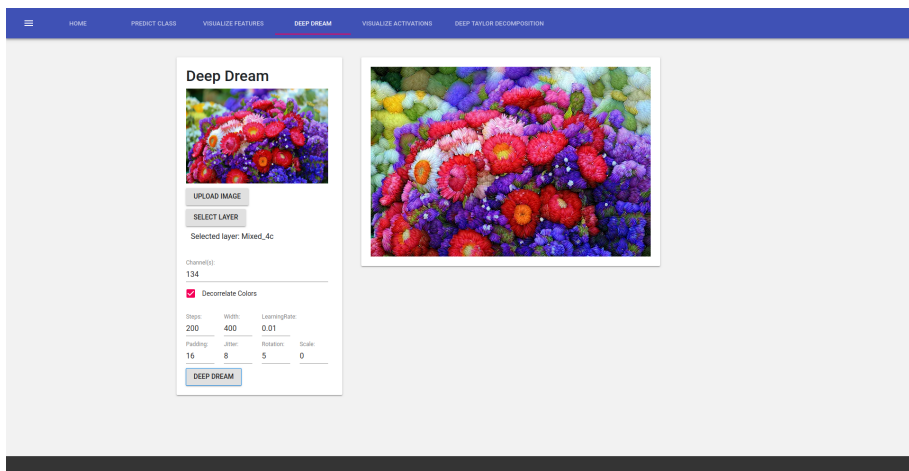 HOME PREDICT CLASS VISUALIZE FEATURES DEEP DREAM VISUALIZE ACTIVATIONS DEEP TAYLOR DECOMPOSITION
Deep Dream
UPLOAD IMAGE
SELECT LAYER
Selected layer: Mixed_4c
Channel(s):
134
Decorrelate Colors
Steps: Width: LearningRate:
200 400 0.01
Padding: Jitter: Rotation: Scale:
16 8 5 0
DEEP DREAM